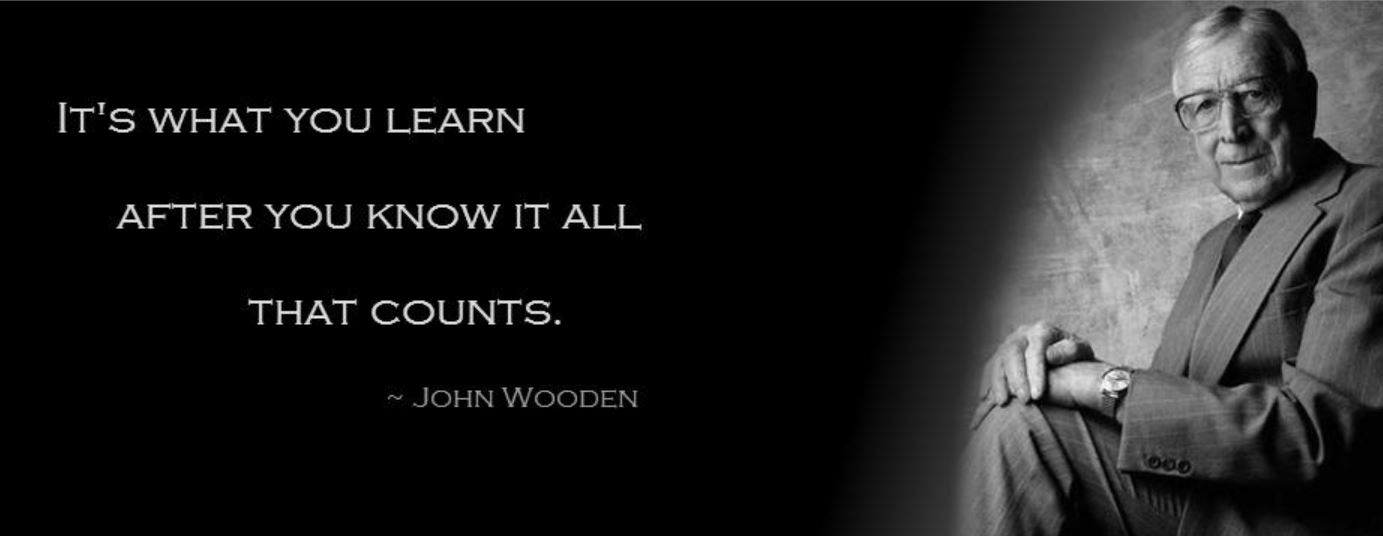 It's what you learn
after you know it all
that counts.
~ John Wooden